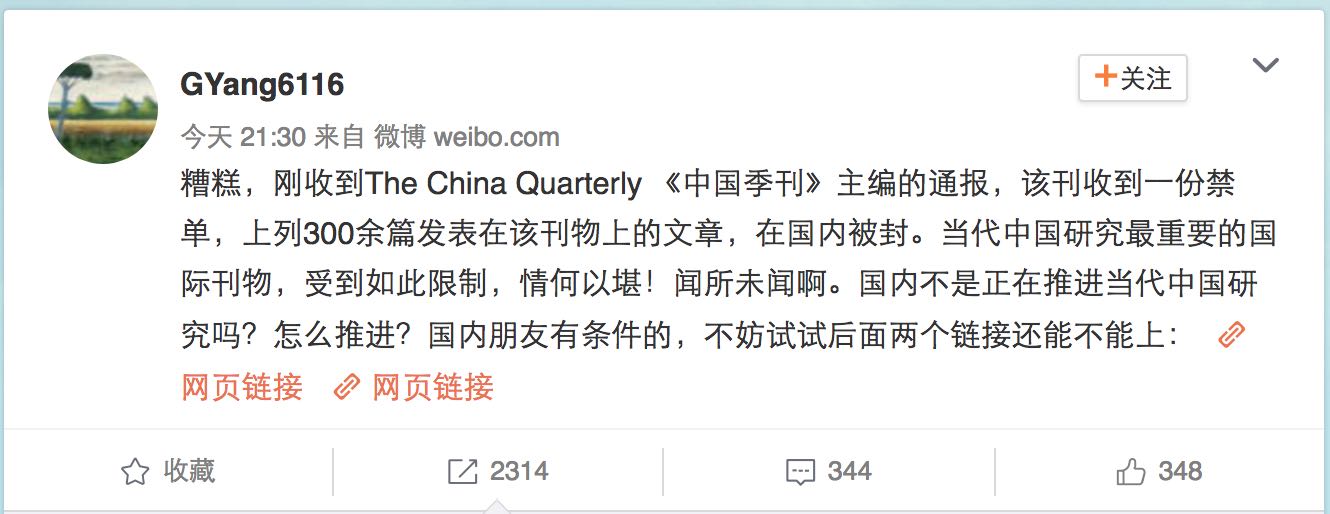 GYang6116
+关注
今天 21:30 来自 微博 weibo.com
糟糕，刚收到The China Quarterly 《中国季刊》主编的通报，该刊收到一份禁
单，上列300余篇发表在该刊物上的文章，在国内被封。当代中国研究最重要的国
际刊物，受到如此限制，情何以堪！闻所未闻啊。国内不是正在推进当代中国研
究吗？怎么推进？国内朋友有条件的，不妨试试后面两个链接还能不能上：
网页链接 网页链接
收藏 2314 344 348